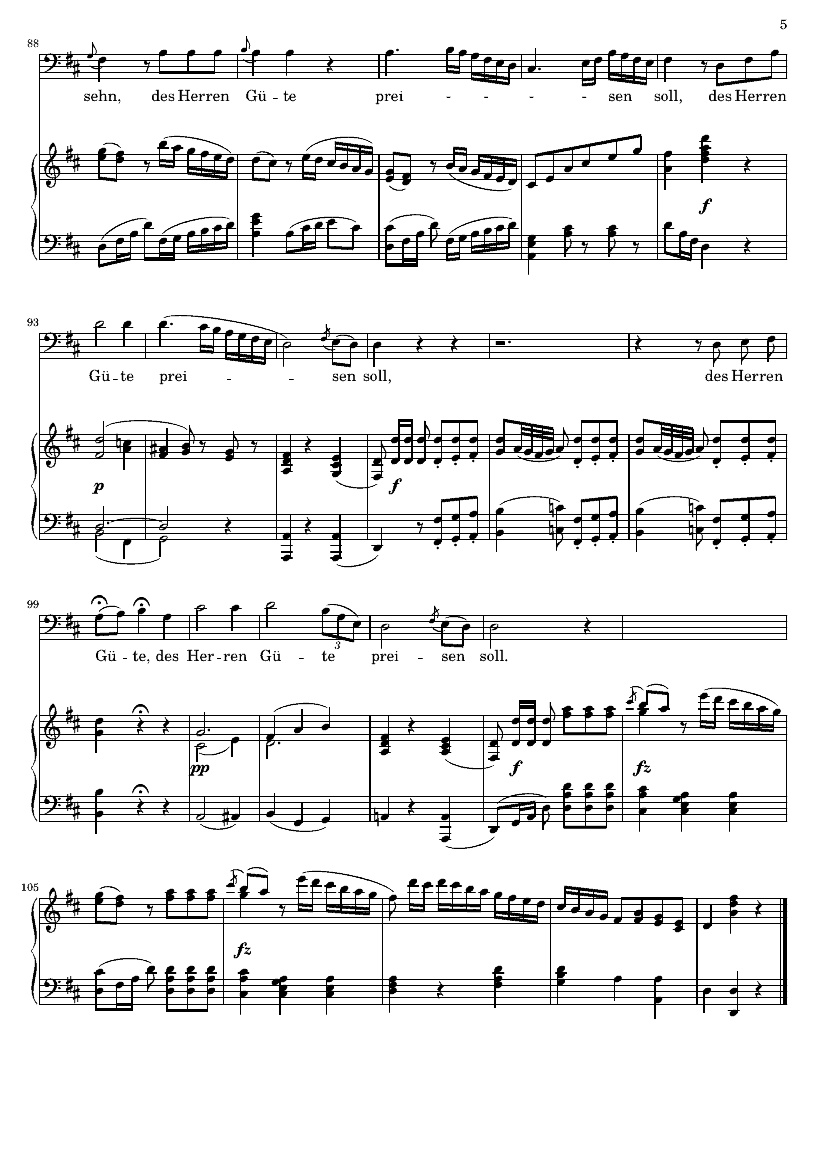 5
88
sehn, des Herren Gü – te prei - - - - sen soll, des Herren
f
93
Gü – te prei - - - sen soll, des Herren
p f
99
Gü – te, des Her – ren Gü – te prei – sen soll.
3
pp f fz
105
fz